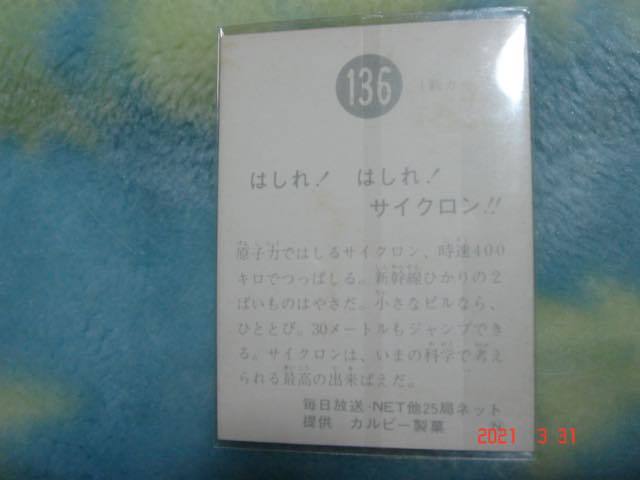 136
はしれ！　はしれ！
サイクロン!!
原子力ではしるサイクロン、時速400
キロでつっぱしる。新幹線ひかりの2
ばいものはやさだ。小さなビルなら、
ひととび。30メートルもジャンプでき
る。サイクロンは、いまの科学で考え
られる最高の出来ばえだ。
毎日放送・NET他25局ネット
提供　カルビー製菓
2021 3 31